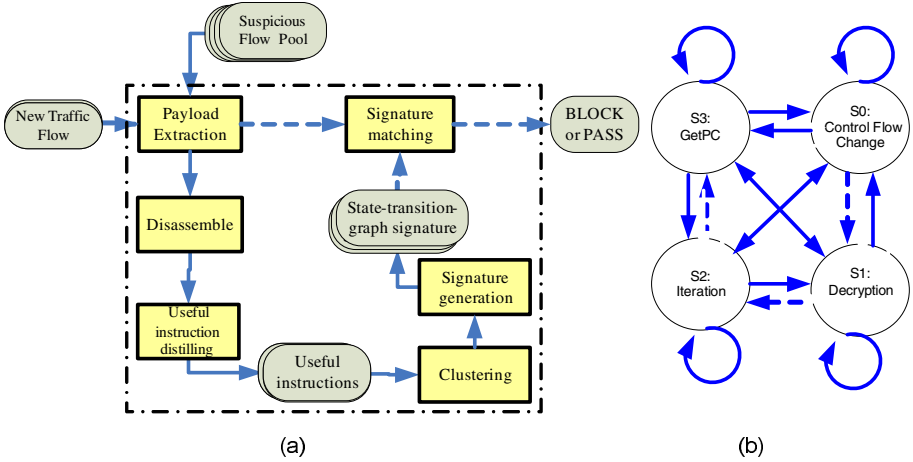 Suspicious
Flow Pool
New Traffic
Flow
Payload
Extraction
Signature
matching
BLOCK
or PASS
Disassemble
State-transition-
graph signature
Signature
generation
Useful
instruction
distilling
Useful
instructions
Clustering
(a)
S3:
GetPC
S0:
Control Flow
Change
S2:
Iteration
S1:
Decryption
(b)